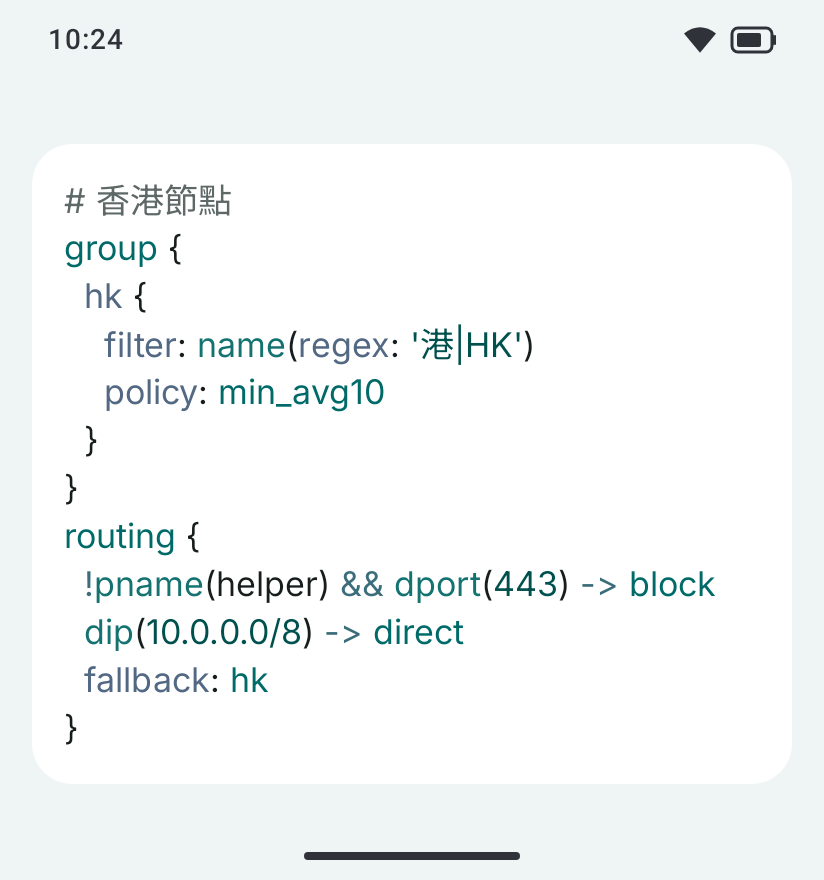 10:24
# 香港節點
group {
  hk {
    filter: name(regex: '港|HK')
    policy: min_avg10
  }
}
routing {
  !pname(helper) && dport(443) -> block
  dip(10.0.0.0/8) -> direct
  fallback: hk
}